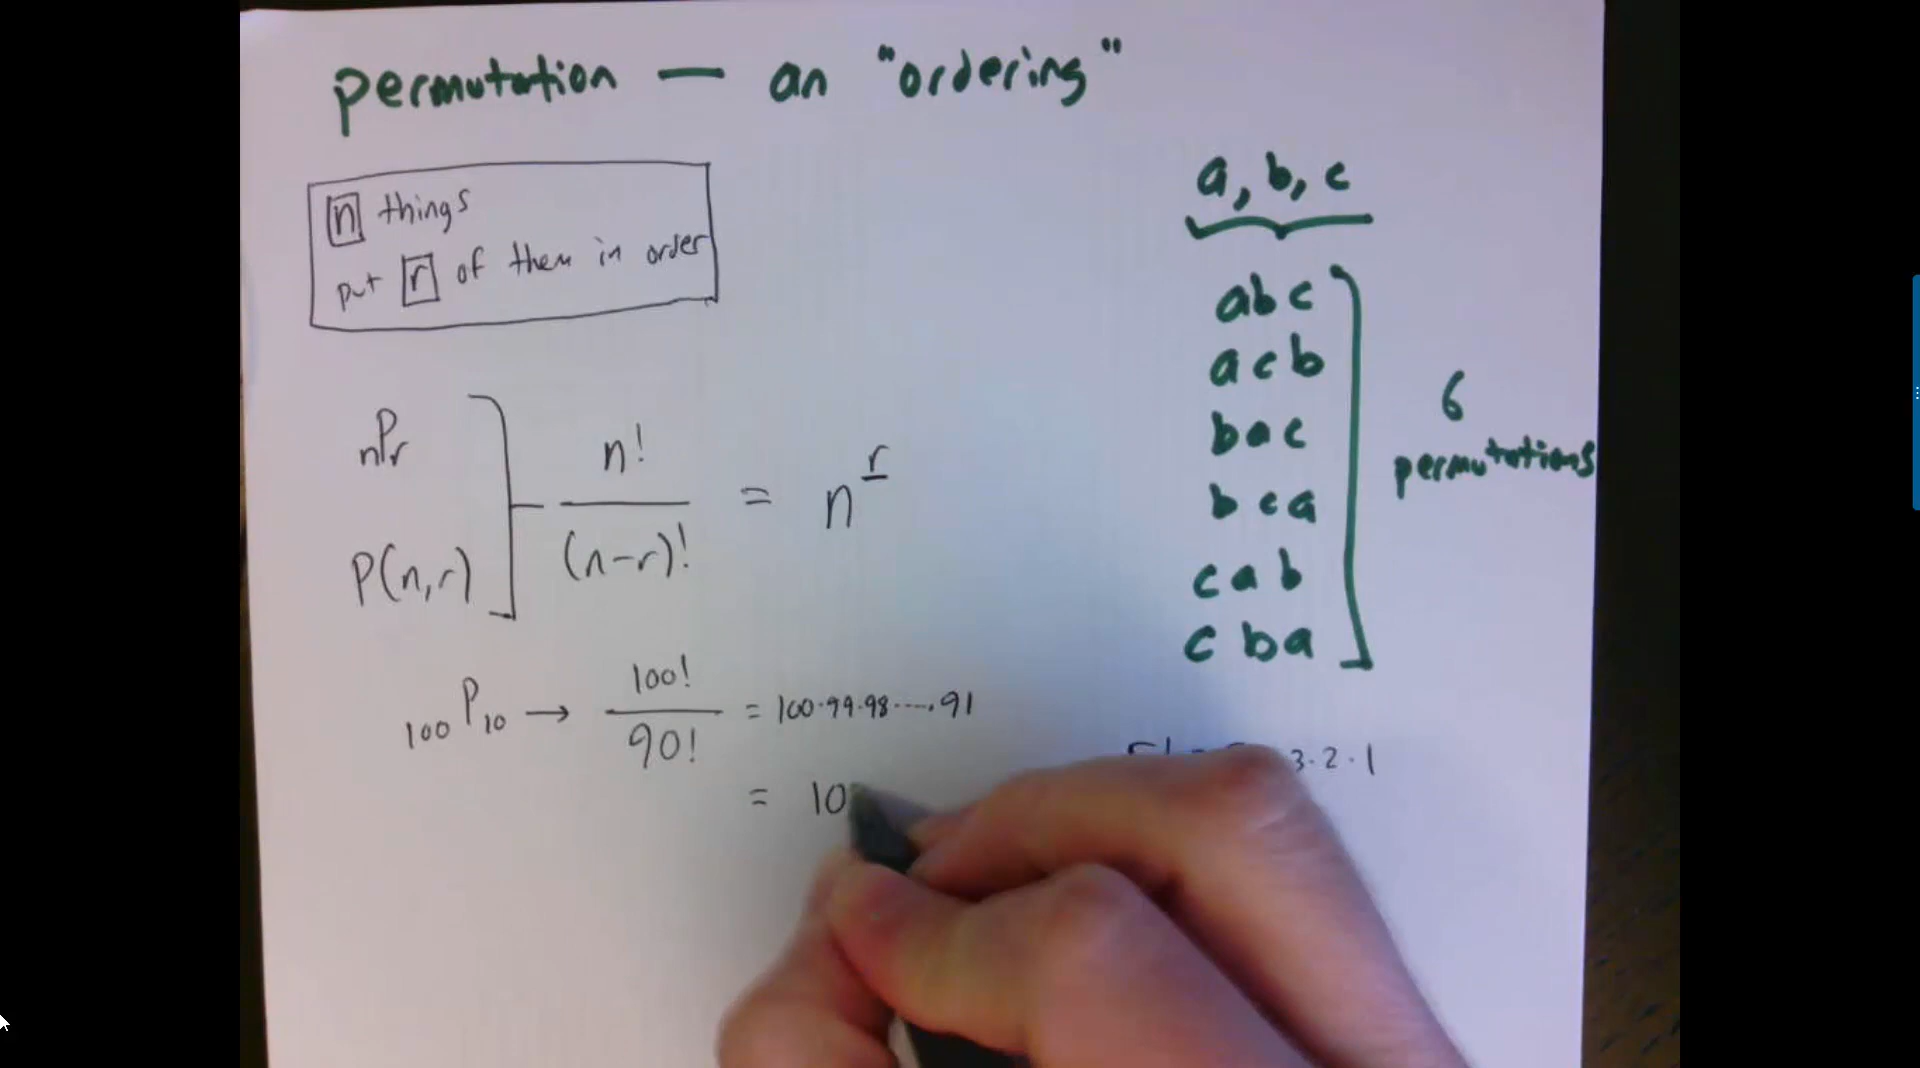 permutation — an "ordering"
n things
put r of them in order
nPr
P(n,r)
n!
(n-r)!
= n^r
100P10 → 100!
90!
= 100·99·98·····91
= 10
a, b, c
abc
acb
bac
bca
cab
cba
6
permutations
3·2·1